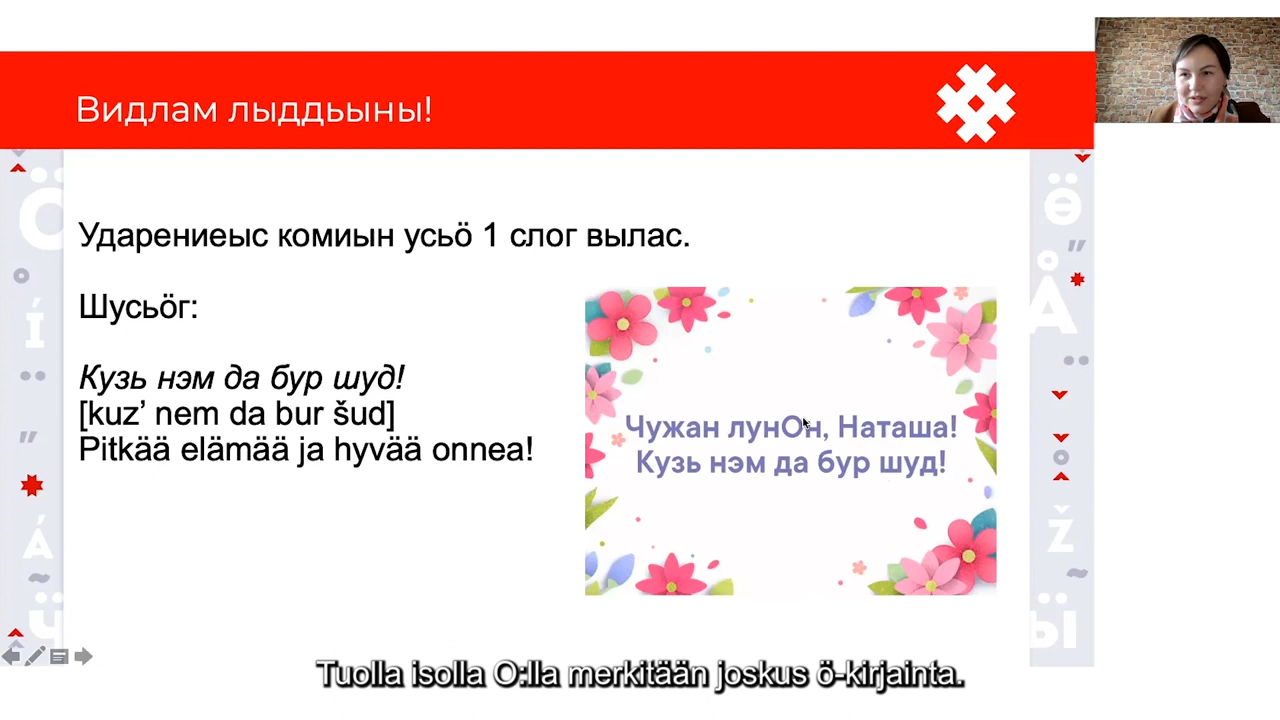 Видлам лыддьыны!
Ударениеыс комиын усьӧ 1 слог вылас.
Шусьӧг:
Кузь нэм да бур шуд!
[kuz’ nem da bur šud]
Pitkää elämää ja hyvää onnea!
Чужан лунОн, Наташа!
Кузь нэм да бур шуд!
Tuolla isolla O:lla merkitään joskus ö-kirjainta.